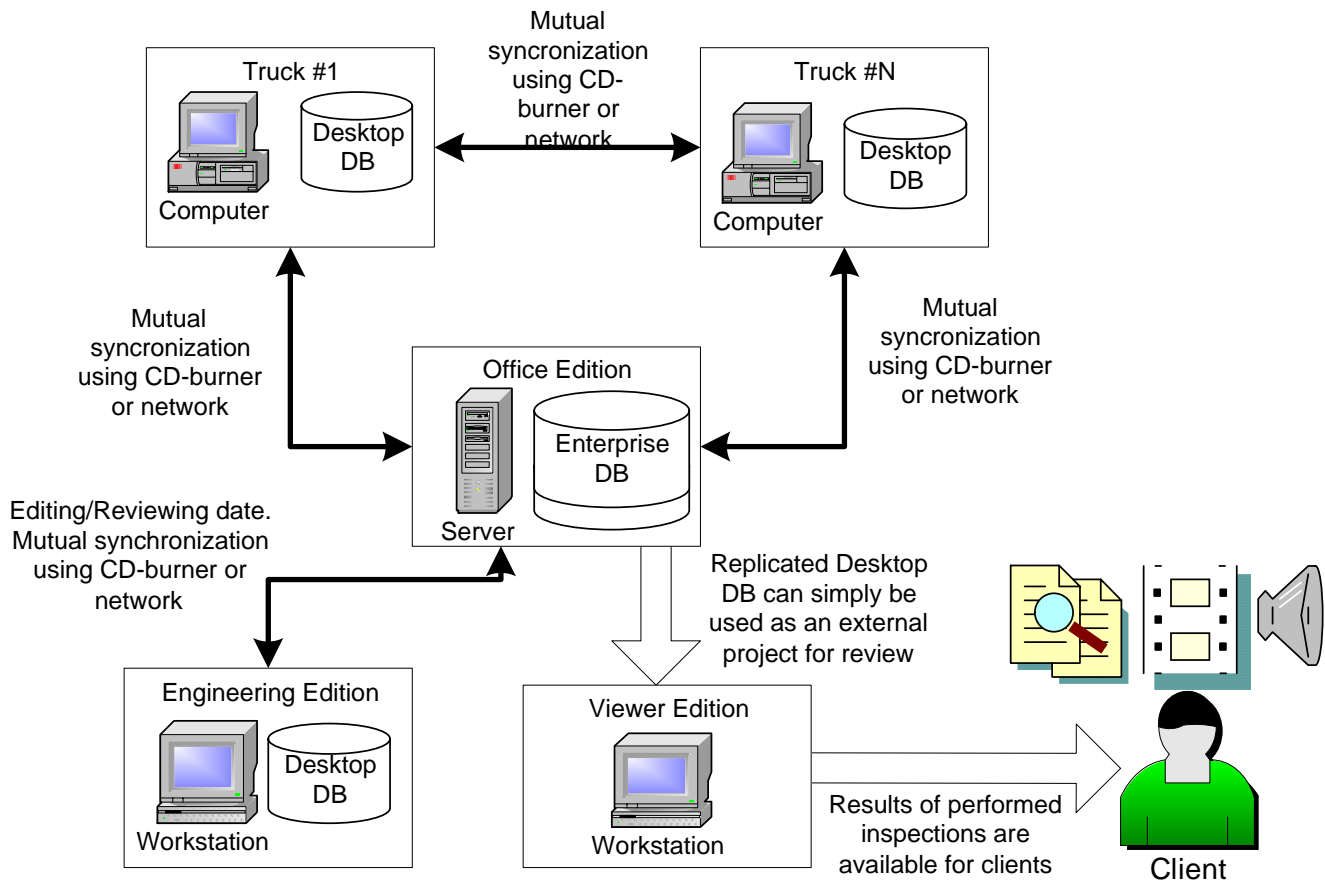 Mutual
syncronization
using CD-
burner or
network
Truck #1
Desktop
DB
Computer
Truck #N
Desktop
DB
Computer
Mutual
syncronization
using CD-burner
or network
Mutual
syncronization
using CD-burner
or network
Office Edition
Enterprise
DB
Server
Editing/Reviewing date.
Mutual synchronization
using CD-burner or
network
Replicated Desktop
DB can simply be
used as an external
project for review
Engineering Edition
Desktop
DB
Workstation
Viewer Edition
Workstation
Results of performed
inspections are
available for clients
Client